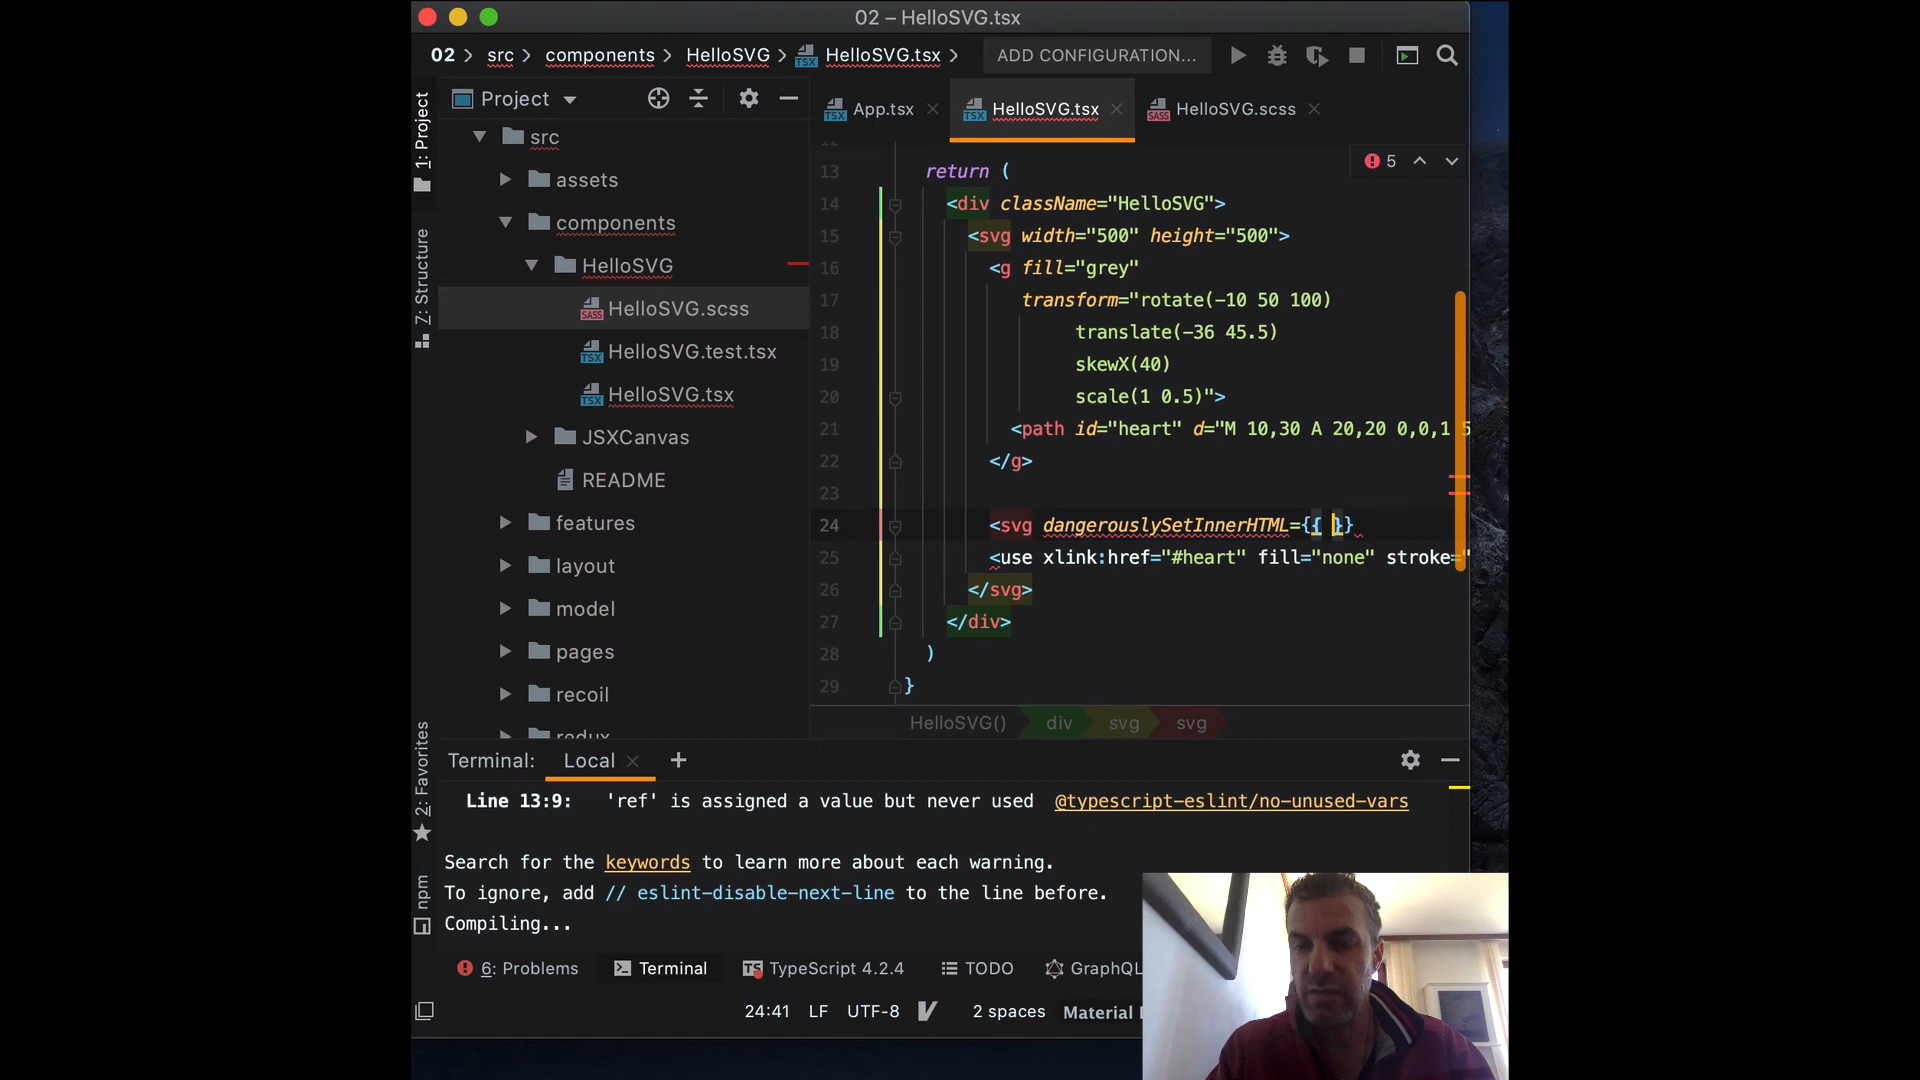 02 – HelloSVG.tsx
02 src components HelloSVG HelloSVG.tsx ADD CONFIGURATION...
1: Project
7: Structure
2: Favorites
npm
Project
src
assets
components
HelloSVG
HelloSVG.scss
HelloSVG.test.tsx
HelloSVG.tsx
JSXCanvas
README
features
layout
model
pages
recoil
redux
App.tsx HelloSVG.tsx HelloSVG.scss
5
12
13 return (
14 <div className="HelloSVG">
15 <svg width="500" height="500">
16 <g fill="grey"
17 transform="rotate(-10 50 100)
18 translate(-36 45.5)
19 skewX(40)
20 scale(1 0.5)">
21 <path id="heart" d="M 10,30 A 20,20 0,0,1 5
22 </g>
23
24 <svg dangerouslySetInnerHTML={{ }}
25 <use xlink:href="#heart" fill="none" stroke="
26 </svg>
27 </div>
28 )
29 }
HelloSVG() div svg svg
Terminal: Local
Line 13:9: 'ref' is assigned a value but never used @typescript-eslint/no-unused-vars
Search for the keywords to learn more about each warning.
To ignore, add // eslint-disable-next-line to the line before.
Compiling...
6: Problems Terminal TypeScript 4.2.4 TODO GraphQL
24:41 LF UTF-8 2 spaces Material